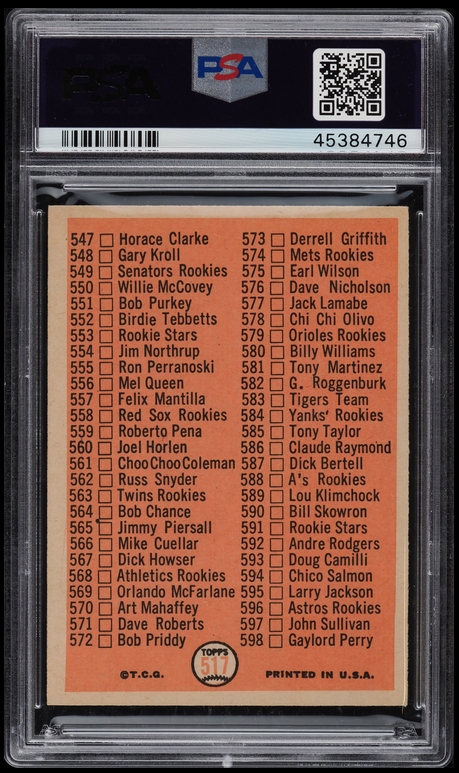 PSA
PSA
45384746
547 Horace Clarke
548 Gary Kroll
549 Senators Rookies
550 Willie McCovey
551 Bob Purkey
552 Birdie Tebbetts
553 Rookie Stars
554 Jim Northrup
555 Ron Perranoski
556 Mel Queen
557 Felix Mantilla
558 Red Sox Rookies
559 Roberto Pena
560 Joel Horlen
561 Choo Choo Coleman
562 Russ Snyder
563 Twins Rookies
564 Bob Chance
565 Jimmy Piersall
566 Mike Cuellar
567 Dick Howser
568 Athletics Rookies
569 Orlando McFarlane
570 Art Mahaffey
571 Dave Roberts
572 Bob Priddy
573 Derrell Griffith
574 Mets Rookies
575 Earl Wilson
576 Dave Nicholson
577 Jack Lamabe
578 Chi Chi Olivo
579 Orioles Rookies
580 Billy Williams
581 Tony Martinez
582 G. Roggenburk
583 Tigers Team
584 Yanks' Rookies
585 Tony Taylor
586 Claude Raymond
587 Dick Bertell
588 A's Rookies
589 Lou Klimchock
590 Bill Skowron
591 Rookie Stars
592 Andre Rodgers
593 Doug Camilli
594 Chico Salmon
595 Larry Jackson
596 Astros Rookies
597 John Sullivan
598 Gaylord Perry
©T.C.G.
TOPPS
517
PRINTED IN U.S.A.